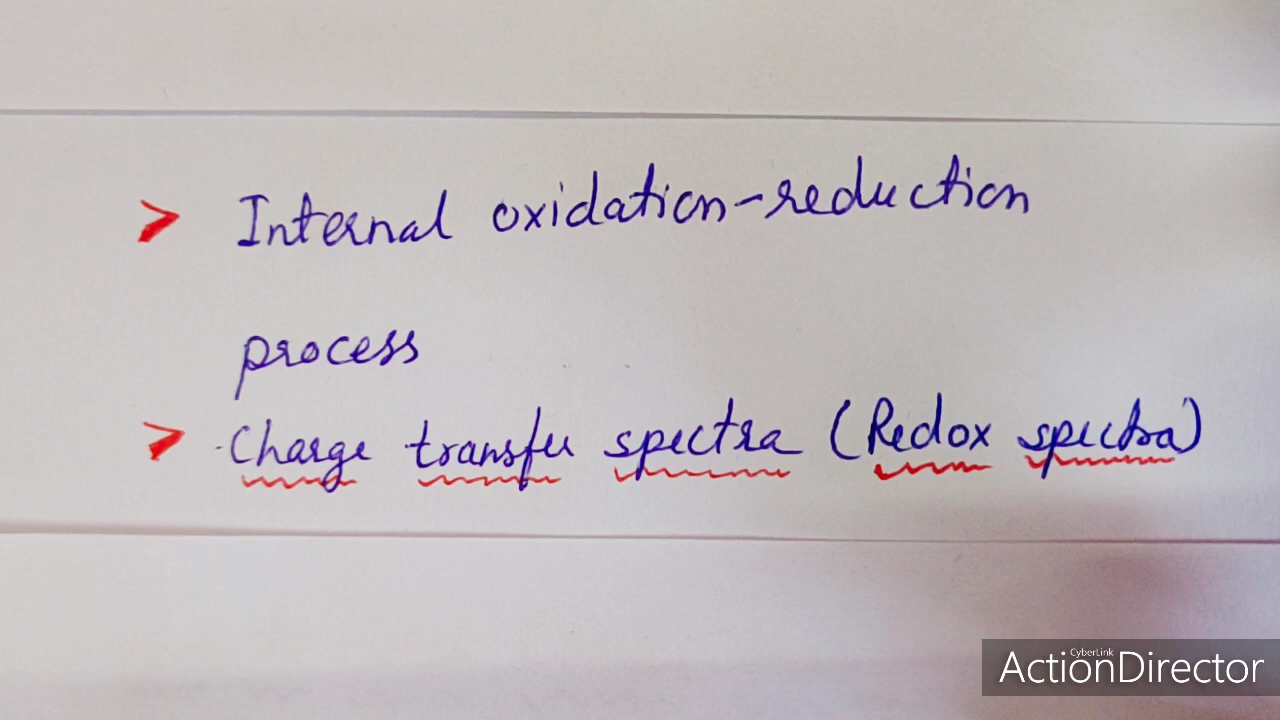 > Internal oxidation-reduction
process
> Charge transfer spectra (Redox spectra)
CyberLink
ActionDirector